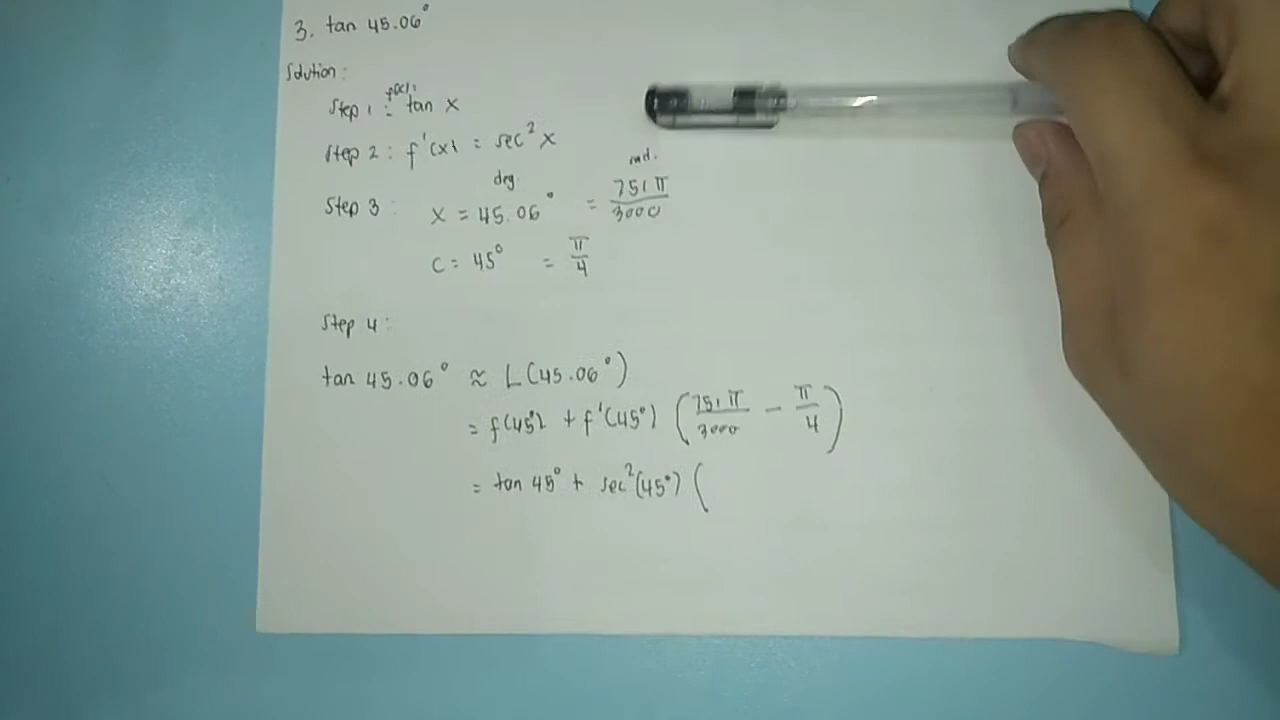 3. tan 45.06°
Solution:
Step 1: f(x) = tan x
Step 2: f'(x) = sec² x
deg. rad.
Step 3: x = 45.06° = 751π/3000
c = 45° = π/4
Step 4:
tan 45.06° ≈ L(45.06°)
= f(45°) + f'(45°) (751π/3000 − π/4)
= tan 45° + sec²(45°) (